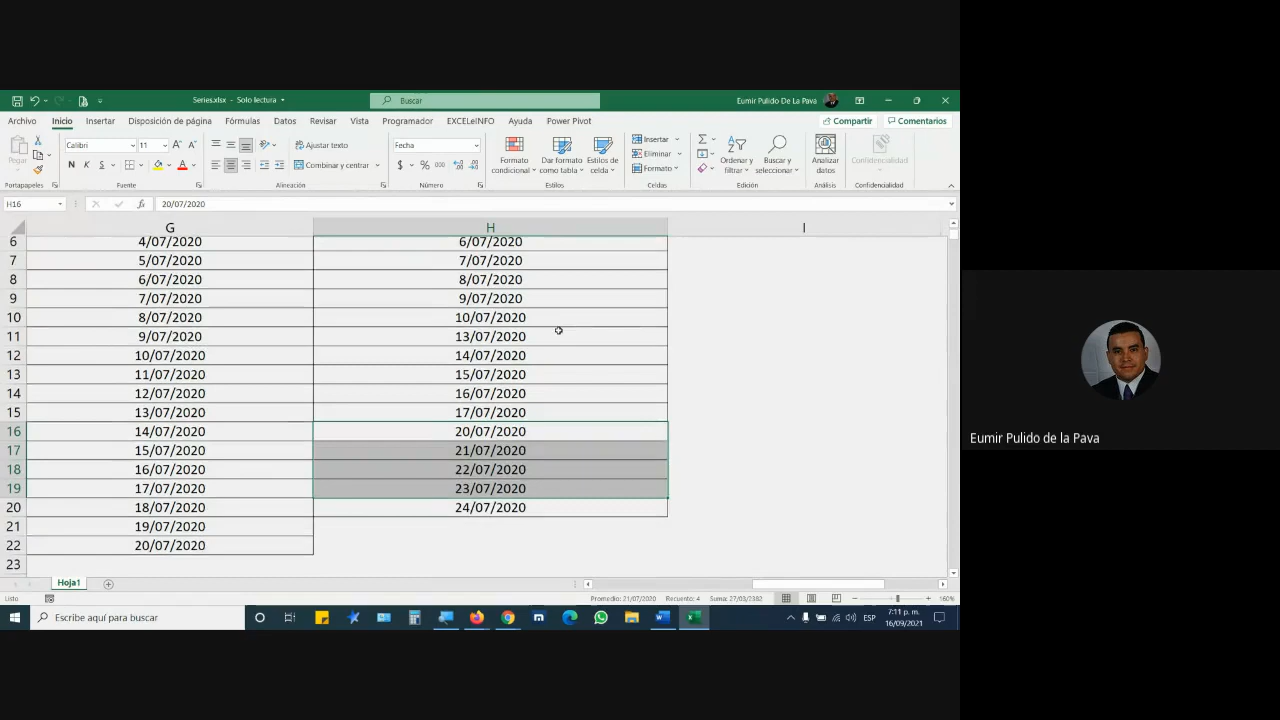 Series.xlsx - Solo lectura
Buscar
Eumir Pulido De La Pava
Archivo Inicio Insertar Disposición de página Fórmulas Datos Revisar Vista Programador EXCELeINFO Ayuda Power Pivot Compartir Comentarios
Pegar
Calibri 11
N K S
Ajustar texto
Combinar y centrar
Fecha
$ % 000
Formato condicional
Dar formato como tabla
Estilos de celda
Insertar
Eliminar
Formato
Ordenar y filtrar
Buscar y seleccionar
Analizar datos
Confidencialidad
Portapapeles Fuente Alineación Número Estilos Celdas Edición Análisis Confidencialidad
H16 fx 20/07/2020
G H I
6 4/07/2020 6/07/2020
7 5/07/2020 7/07/2020
8 6/07/2020 8/07/2020
9 7/07/2020 9/07/2020
10 8/07/2020 10/07/2020
11 9/07/2020 13/07/2020
12 10/07/2020 14/07/2020
13 11/07/2020 15/07/2020
14 12/07/2020 16/07/2020
15 13/07/2020 17/07/2020
16 14/07/2020 20/07/2020
17 15/07/2020 21/07/2020
18 16/07/2020 22/07/2020
19 17/07/2020 23/07/2020
20 18/07/2020 24/07/2020
21 19/07/2020
22 20/07/2020
23
Hoja1
Listo Promedio: 21/07/2020 Recuento: 4 Suma: 27/03/2382 160%
Escribe aquí para buscar
ESP
7:11 p. m.
16/09/2021
Eumir Pulido de la Pava